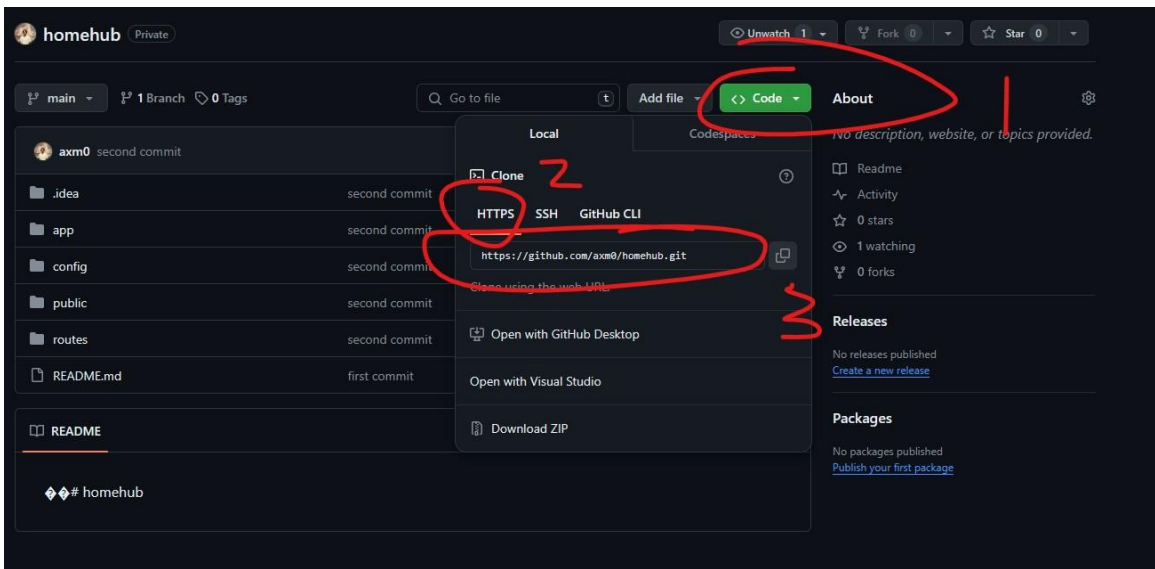 homehub Private
Unwatch 1
Fork 0
Star 0
main
1 Branch
0 Tags
Go to file
t
Add file
<> Code
About
No description, website, or topics provided.
Readme
Activity
0 stars
1 watching
0 forks
Releases
No releases published
Create a new release
Packages
No packages published
Publish your first package
axm0 second commit
.idea second commit
app second commit
config second commit
public second commit
routes second commit
README.md first commit
README
��# homehub
Local
Codespaces
Clone
HTTPS SSH GitHub CLI
https://github.com/axm0/homehub.git
Clone using the web URL.
Open with GitHub Desktop
Open with Visual Studio
Download ZIP
1
2
3